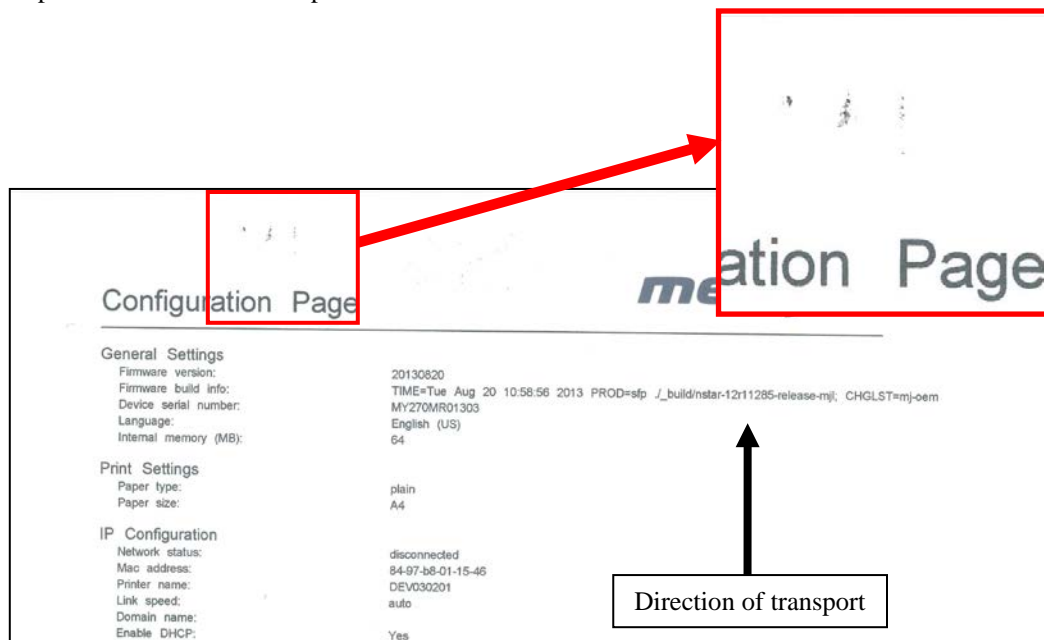 Configuration Page
me
ation Page
General Settings
Firmware version: 20130820
Firmware build info: TIME=Tue Aug 20 10:58:56 2013 PROD=sfp ./_build/nstar-12r11285-release-mjl; CHGLST=mj-oem
Device serial number: MY270MR01303
Language: English (US)
Internal memory (MB): 64
Print Settings
Paper type: plain
Paper size: A4
IP Configuration
Network status: disconnected
Mac address: 84-97-b8-01-15-46
Printer name: DEV030201
Link speed: auto
Domain name:
Enable DHCP: Yes
Direction of transport